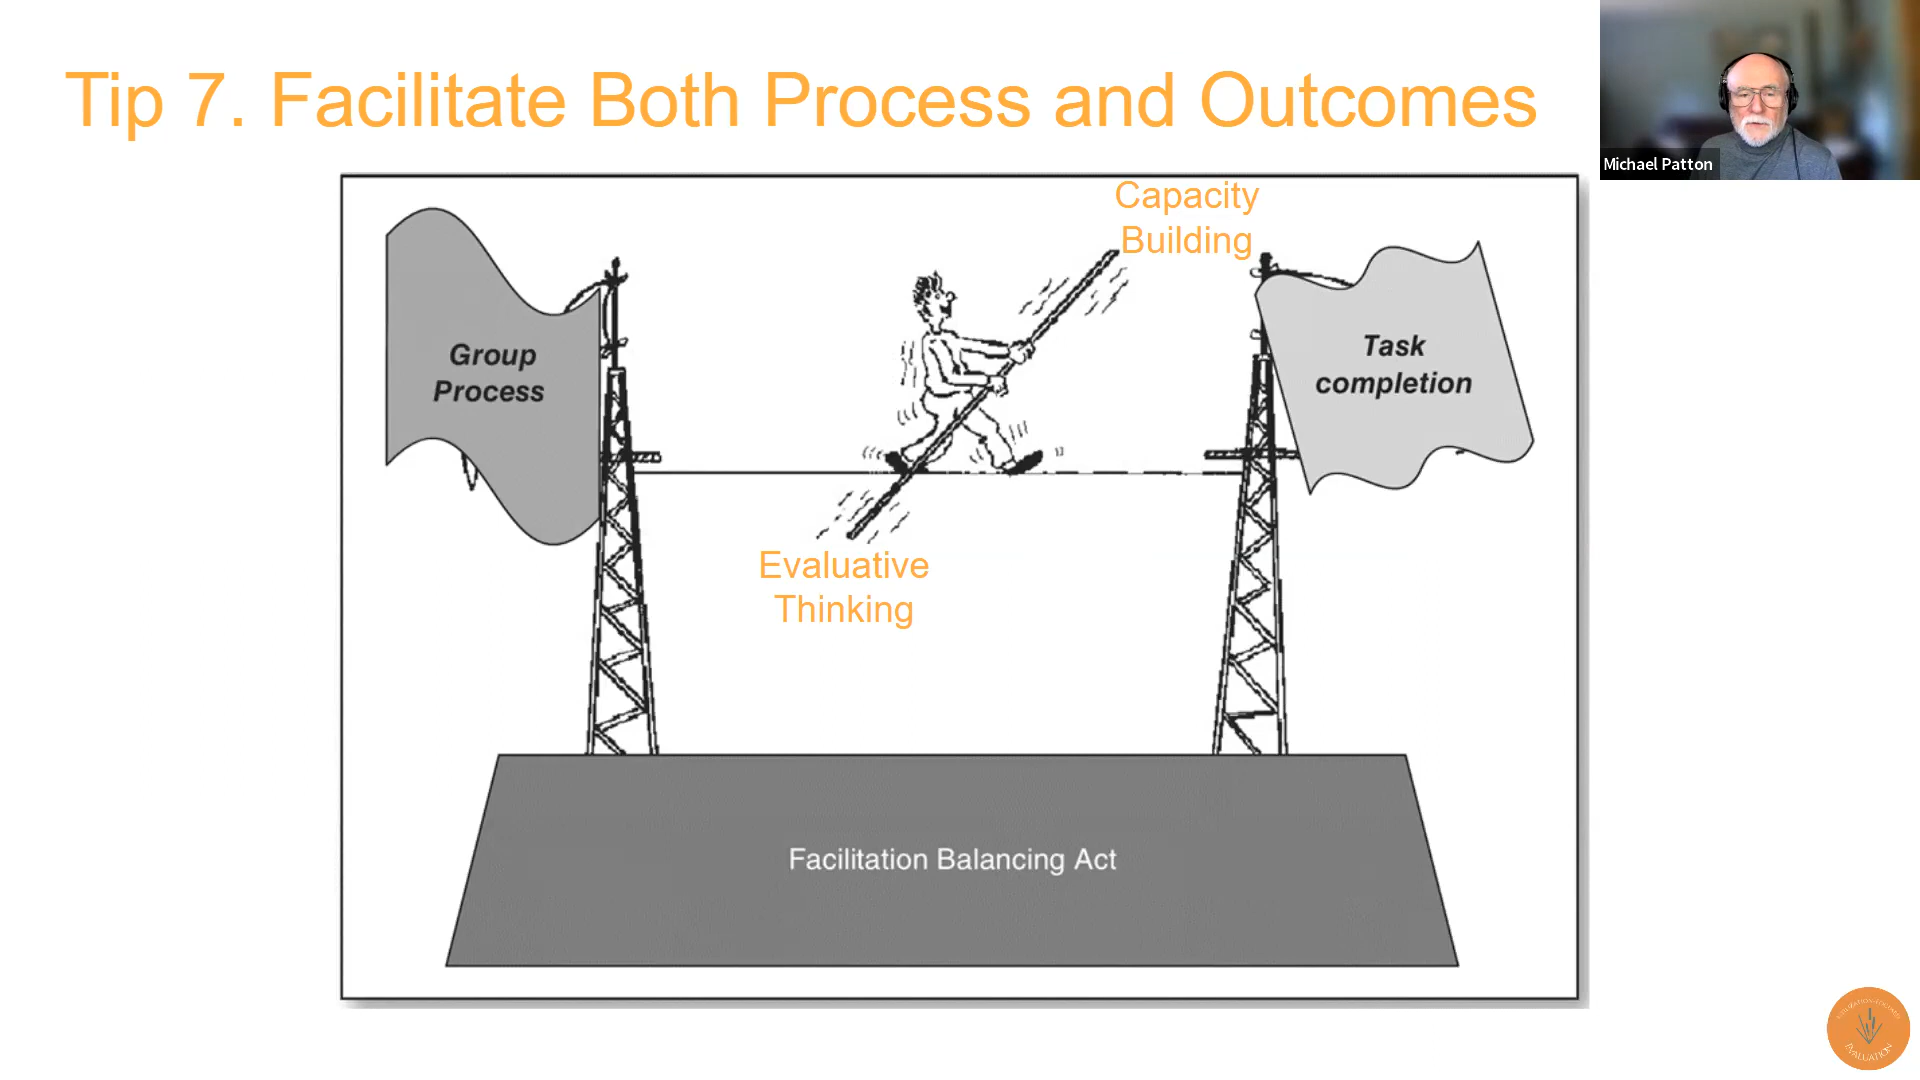 Tip 7. Facilitate Both Process and Outcomes
Michael Patton
Capacity
Building
Group
Process
Task
completion
Evaluative
Thinking
Facilitation Balancing Act
EVALUATION